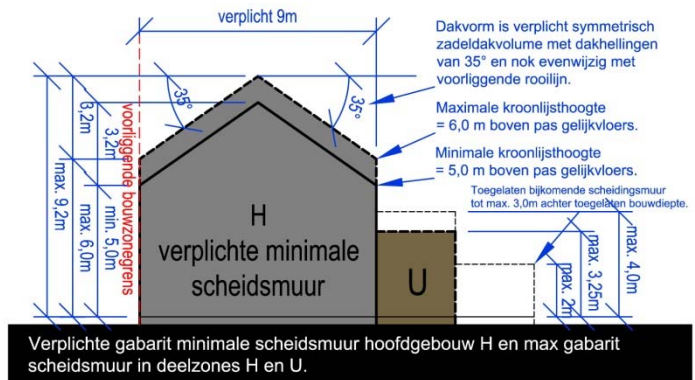 verplicht 9m
Dakvorm is verplicht symmetrisch
zadeldakvolume met dakhellingen
van 35° en nok evenwijzig met
voorliggende rooilijn.
35°
35°
Maximale kroonlijsthoogte
= 6,0 m boven pas gelijkvloers.
Minimale kroonlijsthoogte
= 5,0 m boven pas gelijkvloers.
Toegelaten bijkomende scheidingsmuur
tot max. 3,0m achter toegelaten bouwdiepte.
max. 9,2m
3,2m
max. 6,0m
3,2m
min. 5,0m
voorliggende bouwzonegrens
H
verplichte minimale
scheidsmuur
U
max. 2m
max. 3,25m
max. 4,0m
Verplichte gabarit minimale scheidsmuur hoofdgebouw H en max gabarit
scheidsmuur in deelzones H en U.